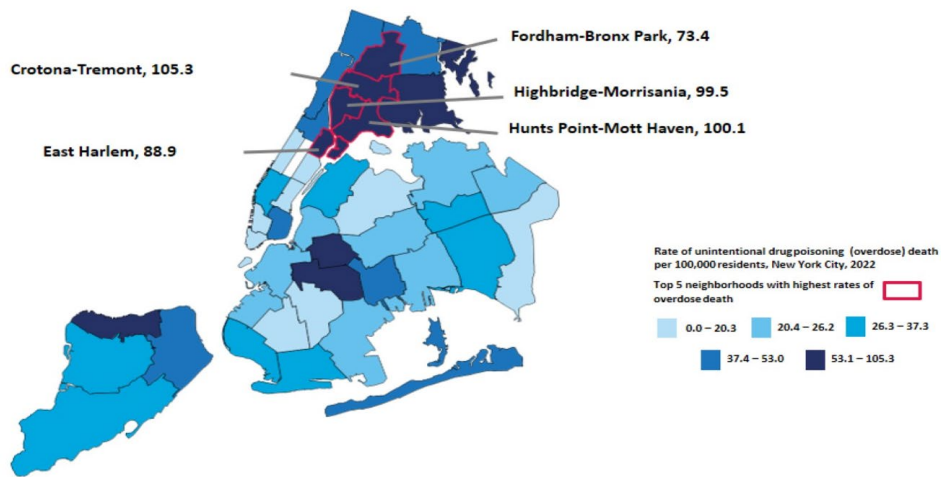 Fordham-Bronx Park, 73.4
Crotona-Tremont, 105.3
Highbridge-Morrisania, 99.5
Hunts Point-Mott Haven, 100.1
East Harlem, 88.9
Rate of unintentional drugpoisoning (overdose) death
per 100,000 residents, New York City, 2022
Top 5 neighborhoods with highest rates of
overdose death
0.0 – 20.3
20.4 – 26.2
26.3 – 37.3
37.4 – 53.0
53.1 – 105.3